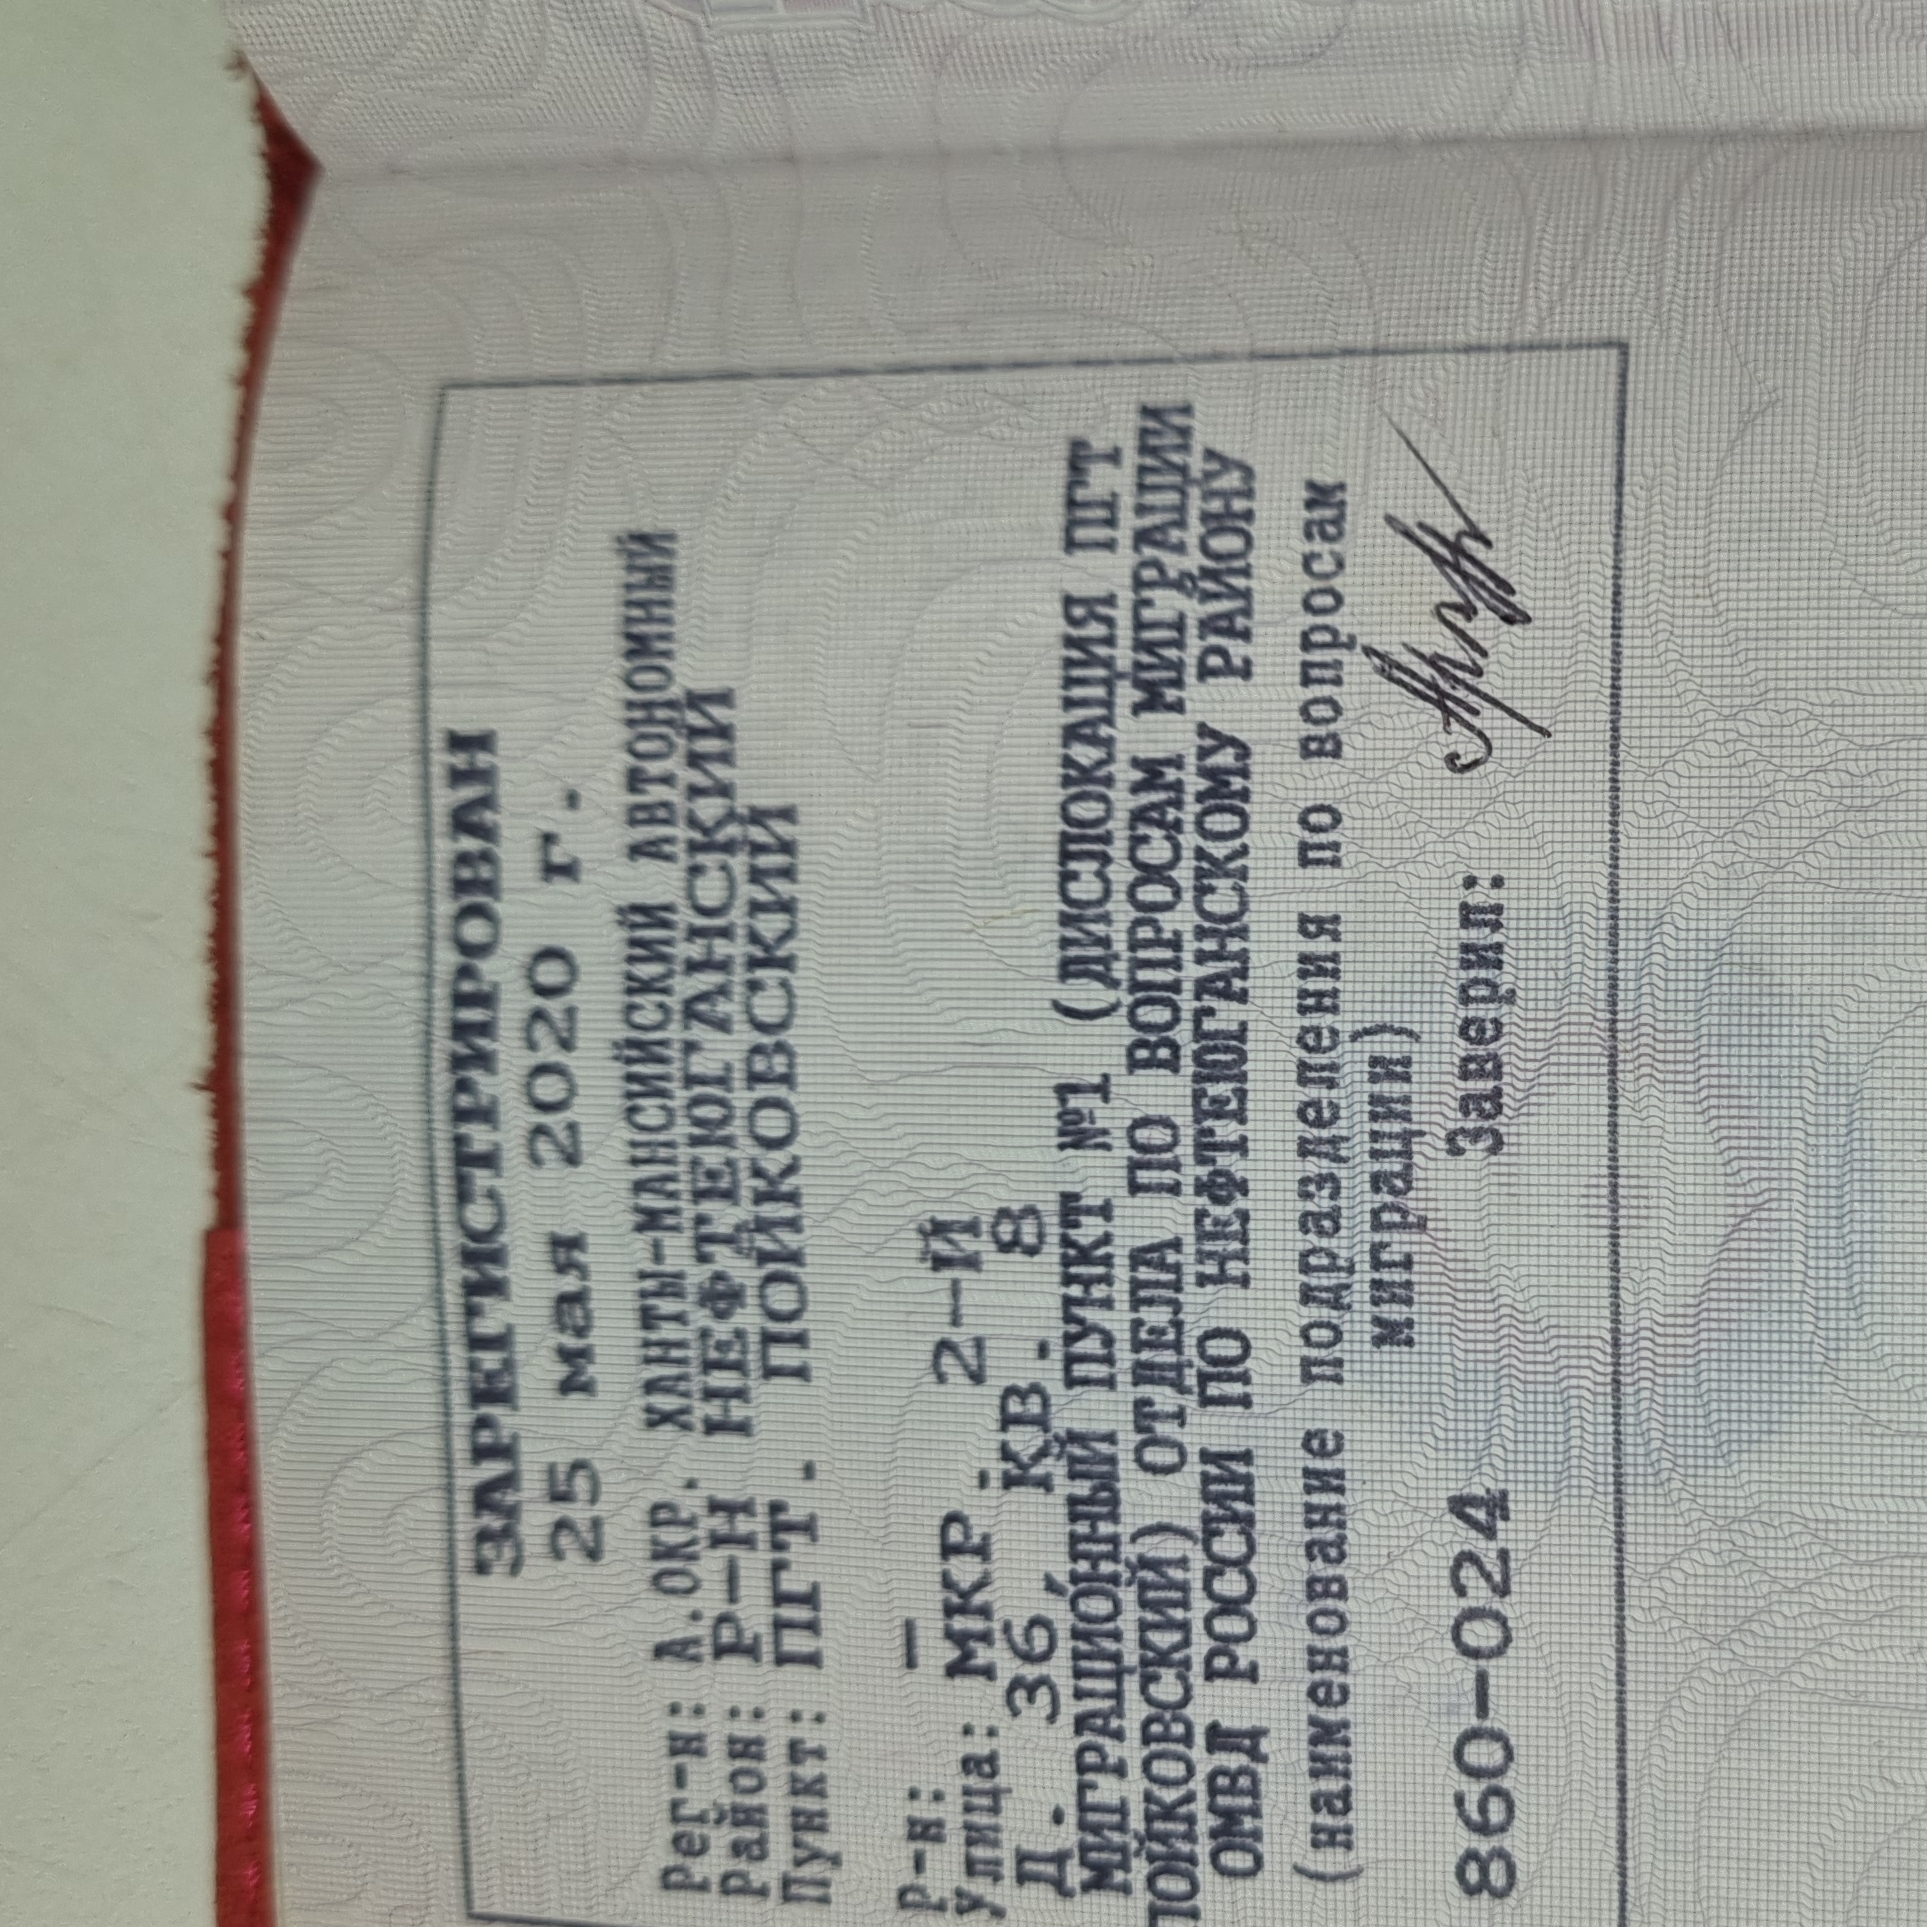 ЗАРЕГИСТРИРОВАН
25 мая 2020 г.
Рег-н: А.ОКР. ХАНТЫ-МАНСИЙСКИЙ АВТОНОМНЫЙ
Район: Р-Н НЕФТЕЮГАНСКИЙ
Пункт: ПГТ. ПОЙКОВСКИЙ
Р-н: —
Улица: МКР. 2-Й
Д. 36, КВ. 8
МИГРАЦИОННЫЙ ПУНКТ №1 (ДИСЛОКАЦИЯ ПГТ
ПОЙКОВСКИЙ) ОТДЕЛА ПО ВОПРОСАМ МИГРАЦИИ
ОМВД РОССИИ ПО НЕФТЕЮГАНСКОМУ РАЙОНУ
(наименование подразделения по вопросам
миграции)
860-024 Заверил: